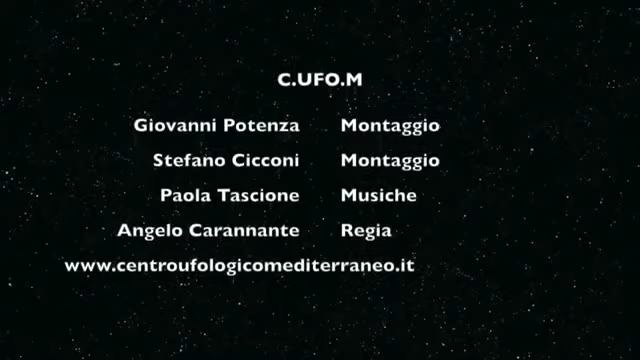 C.UFO.M
Giovanni Potenza Montaggio
Stefano Cicconi Montaggio
Paola Tascione Musiche
Angelo Carannante Regia
www.centroufologicomediterraneo.it